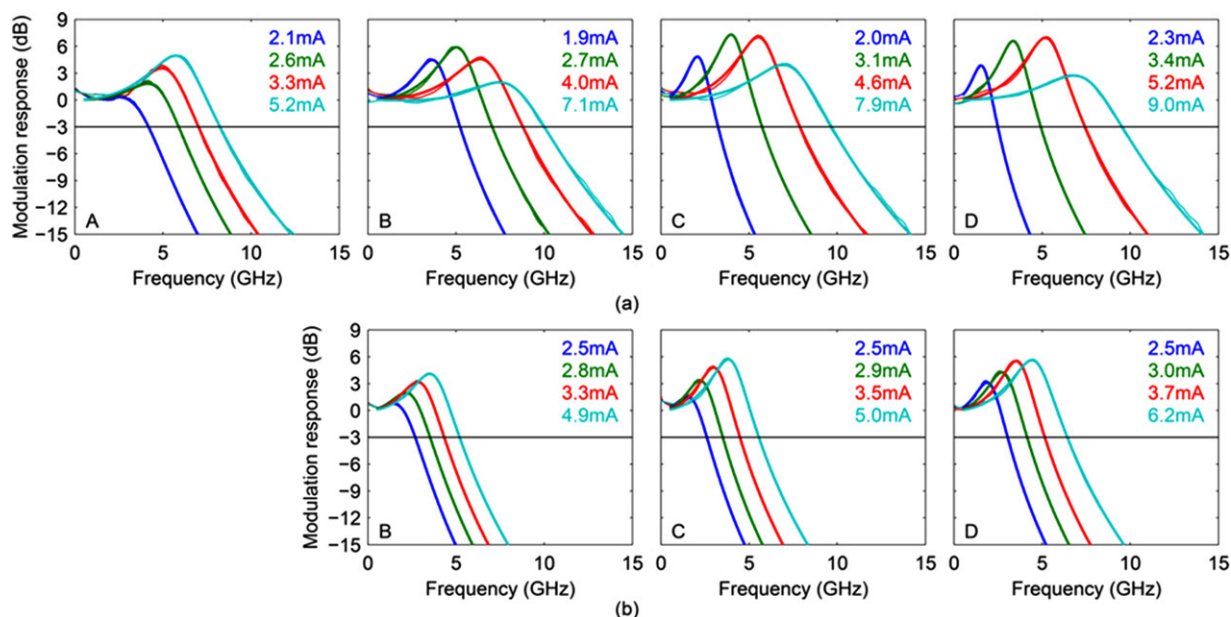 Modulation response (dB)
9
6
3
0
−3
−6
−9
−12
−15
2.1mA
2.6mA
3.3mA
5.2mA
A
0 5 10 15
Frequency (GHz)
1.9mA
2.7mA
4.0mA
7.1mA
B
0 5 10 15
Frequency (GHz)
2.0mA
3.1mA
4.6mA
7.9mA
C
0 5 10 15
Frequency (GHz)
2.3mA
3.4mA
5.2mA
9.0mA
D
0 5 10 15
Frequency (GHz)
(a)
Modulation response (dB)
9
6
3
0
−3
−6
−9
−12
−15
2.5mA
2.8mA
3.3mA
4.9mA
B
0 5 10 15
Frequency (GHz)
2.5mA
2.9mA
3.5mA
5.0mA
C
0 5 10 15
Frequency (GHz)
2.5mA
3.0mA
3.7mA
6.2mA
D
0 5 10 15
Frequency (GHz)
(b)